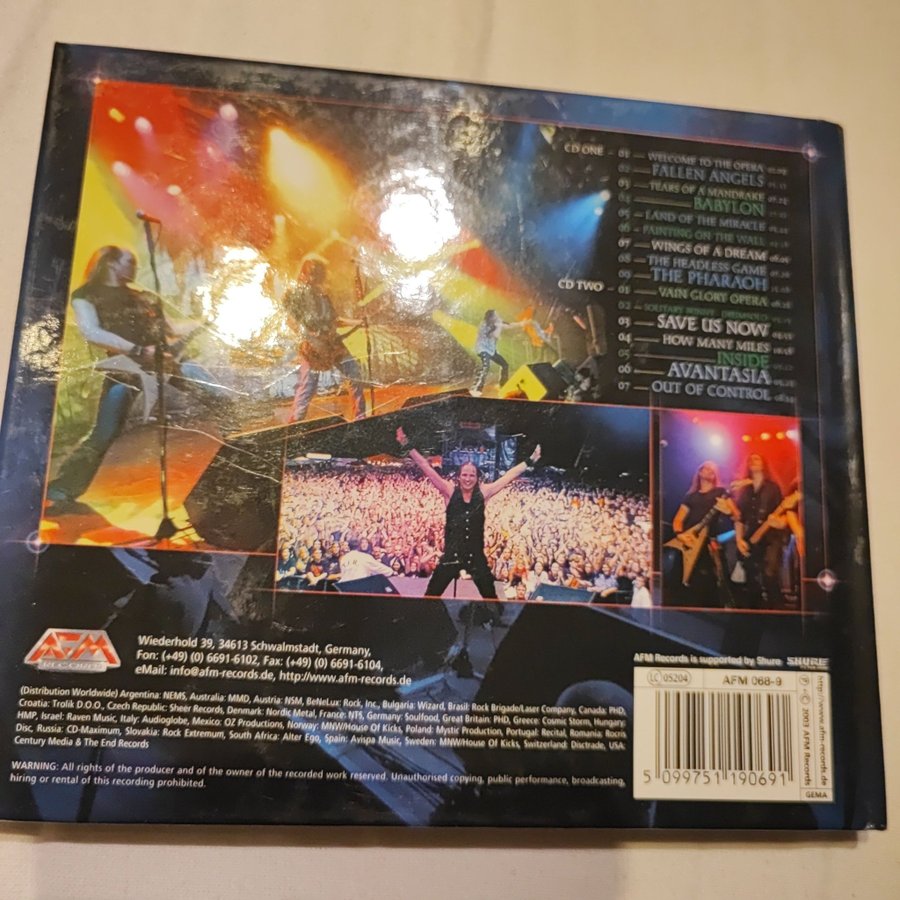 CD ONE - 01 - WELCOME TO THE OPERA
02 - FALLEN ANGELS
03 - TEARS OF A MANDRAKE
04 - BABYLON
05 - LAND OF THE MIRACLE
06 - PAINTING ON THE WALL
07 - WINGS OF A DREAM
08 - THE HEADLESS GAME
09 - THE PHARAOH
CD TWO - 01 - VAIN GLORY OPERA
02 - SOLITARY BUNNY
03 - SAVE US NOW
04 - HOW MANY MILES
05 - INSIDE
06 - AVANTASIA
07 - OUT OF CONTROL
AFM
RECORDS
Wiederhold 39, 34613 Schwalmstadt, Germany,
Fon: (+49) (0) 6691-6102, Fax: (+49) (0) 6691-6104,
eMail: info@afm-records.de, http://www.afm-records.de
(Distribution Worldwide) Argentina: NEMS, Australia: MMD, Austria: NSM, BeNeLux: Rock, Inc., Bulgaria: Wizard, Brasil: Rock Brigade/Laser Company, Canada: PHD,
Croatia: Trolik D.O.O., Czech Republic: Sheer Records, Denmark: Nordic Metal, France: NTS, Germany: Soulfood, Great Britain: PHD, Greece: Cosmic Storm, Hungary
HMP, Israel: Raven Music, Italy: Audioglobe, Mexico: OZ Productions, Norway: MNW/House Of Kicks, Poland: Mystic Production, Portugal: Recital, Romania: Rocris
Disc, Russia: CD-Maximum, Slovakia: Rock Extremum, South Africa: Alter Ego, Spain: Avispa Music, Sweden: MNW/House Of Kicks, Switzerland: Disctrade, USA:
Century Media & The End Records
WARNING: All rights of the producer and of the owner of the recorded work reserved. Unauthorised copying, public performance, broadcasting,
hiring or rental of this recording prohibited.
AFM Records is supported by Shure SHURE
LC 05204
AFM 068-9
5 099751 190691
http://www.afm-records.de
℗ + © 2003 AFM Records
GEMA